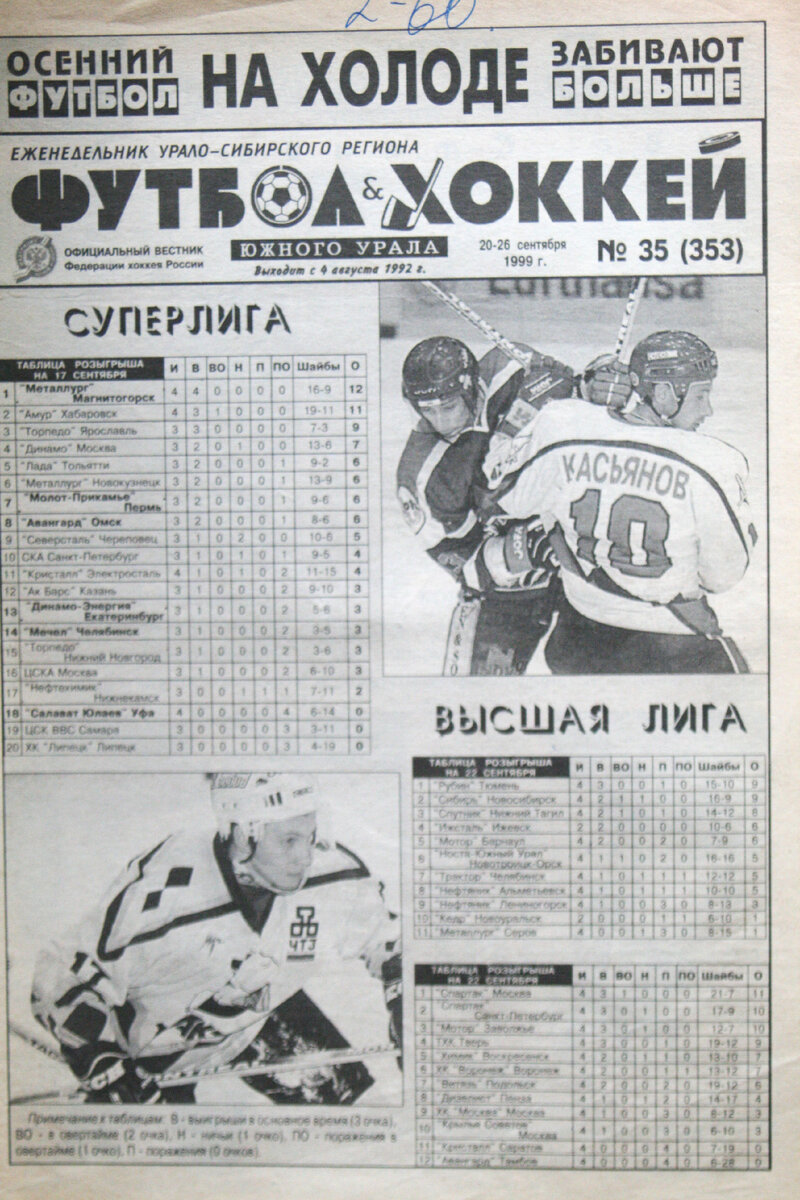 2-60
ОСЕННИЙ ФУТБОЛ НА ХОЛОДЕ ЗАБИВАЮТ БОЛЬШЕ
ЕЖЕНЕДЕЛЬНИК УРАЛО-СИБИРСКОГО РЕГИОНА
ФУТБОЛ & ХОККЕЙ
ЮЖНОГО УРАЛА
ОФИЦИАЛЬНЫЙ ВЕСТНИК
Федерации хоккея России
Выходит с 4 августа 1992 г.
20-26 сентября
1999 г.
№ 35 (353)
СУПЕРЛИГА
ТАБЛИЦА РОЗЫГРЫША НА 17 СЕНТЯБРЯ И В ВО Н П ПО Шайбы О
1 "Металлург" Магнитогорск 4 4 0 0 0 0 16-9 12
2 "Амур" Хабаровск 4 3 1 0 0 0 19-11 11
3 "Торпедо" Ярославль 3 3 0 0 0 0 7-3 9
4 "Динамо" Москва 3 2 0 1 0 0 13-6 7
5 "Лада" Тольятти 3 2 0 0 0 1 9-2 6
6 "Металлург" Новокузнецк 3 2 0 0 0 1 13-9 6
7 "Молот-Прикамье" Пермь 3 2 0 0 0 1 9-6 6
8 "Авангард" Омск 3 2 0 0 0 1 8-6 6
9 "Северсталь" Череповец 3 1 0 2 0 0 10-8 5
10 СКА Санкт-Петербург 3 1 0 1 0 1 9-5 4
11 "Кристалл" Электросталь 4 1 0 1 0 2 11-15 4
12 "Ак Барс" Казань 3 1 0 0 0 2 9-10 3
13 "Динамо-Энергия" Екатеринбург 3 1 0 0 0 2 3
14 "Мечел" Челябинск 3 1 0 0 0 2 3-5 3
15 "Торпедо" Нижний Новгород 3 1 0 0 0 2 3-6 3
16 ЦСКА Москва 3 1 0 0 0 2 6-10 3
17 "Нефтехимик" Нижнекамск 3 0 0 1 1 1 7-11 2
18 "Салават Юлаев" Уфа 4 0 0 0 0 4 6-14 0
19 ЦСК ВВС Самара 3 0 0 0 0 3 3-11 0
20 ХК "Липецк" Липецк 3 0 0 0 0 3 4-19 0
Lufthansa
КАСЬЯНОВ
10
ВЫСШАЯ ЛИГА
ТАБЛИЦА РОЗЫГРЫША НА 22 СЕНТЯБРЯ И В ВО Н П ПО Шайбы О
1 "Рубин" Тюмень 4 3 0 0 1 0 15-10 9
2 "Сибирь" Новосибирск 4 2 1 1 0 0 16-9 9
3 "Спутник" Нижний Тагил 4 2 1 0 1 0 14-12 8
4 "Ижсталь" Ижевск 2 2 0 0 0 0 10-6 6
5 "Мотор" Барнаул 4 2 0 0 2 0 7-9 6
6 "Носта-Южный Урал" Новотроицк-Орск 4 1 1 0 2 0 16-16 5
7 "Трактор" Челябинск 4 1 0 1 1 1 12-12 5
8 "Нефтяник" Альметьевск 4 1 0 1 1 1 10-10 5
9 "Нефтяник" Лениногорск 4 1 0 0 3 0 8-13 3
10 "Кедр" Новоуральск 2 0 0 0 1 1 6-10 1
11 "Металлург" Серов 4 0 0 1 3 0 8-15 1
ЧТЗ
ТАБЛИЦА РОЗЫГРЫША НА 22 СЕНТЯБРЯ И В ВО Н П ПО Шайбы О
1 "Спартак" Москва 4 3 1 0 0 0 21-7 11
2 "Спартак" Санкт-Петербург 4 3 0 1 0 0 17-9 10
3 "Мотор" Заволжье 4 3 0 1 0 0 12-7 10
4 ТХК Тверь 4 3 0 0 1 0 19-12 9
5 "Химик" Воскресенск 4 2 0 1 1 0 13-10 7
6 ХК "Воронеж" Воронеж 4 2 0 0 1 1 13-12 7
7 "Витязь" Подольск 4 2 0 0 2 0 19-12 6
8 "Дизелист" Пенза 4 1 0 1 2 0 14-17 4
9 ХК "Москва" Москва 4 1 0 0 3 0 8-12 3
10 "Крылья Советов" Москва 4 1 0 0 3 0 6-10 3
11 "Кристалл" Саратов 4 0 0 0 4 0 7-19 0
12 "Авангард" Тамбов 4 0 0 0 4 0 6-28 0
Примечание к таблицам: В - выигрыши в основное время (3 очка),
ВО - в овертайме (2 очка), Н - ничьи (1 очко), ПО - поражения в
овертайме (1 очко), П - поражения (0 очков).